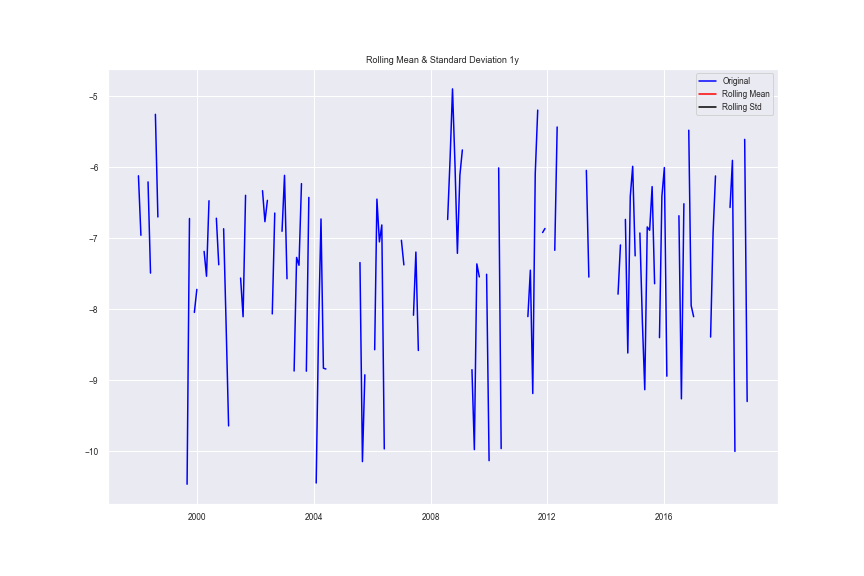 Rolling Mean & Standard Deviation 1y
Original
Rolling Mean
Rolling Std
−5
−6
−7
−8
−9
−10
2000
2004
2008
2012
2016